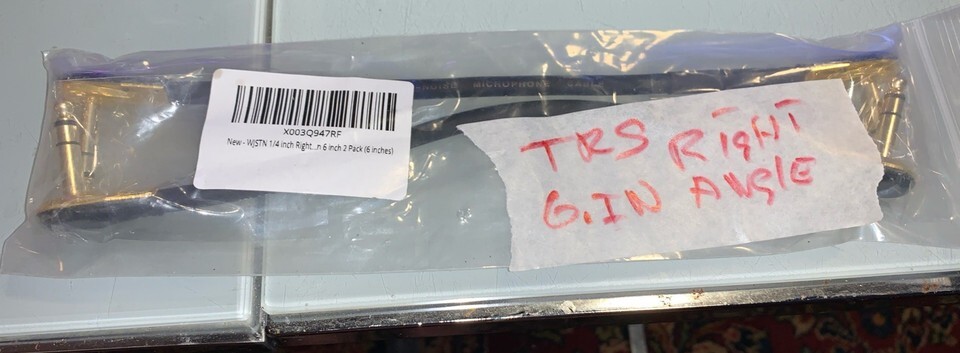 MICROPHONE CABLE
X003Q947RF
New - WJSTN 1/4 inch Right...n 6 inch 2 Pack (6 inches)
TRS RigHT
6.IN ANglE